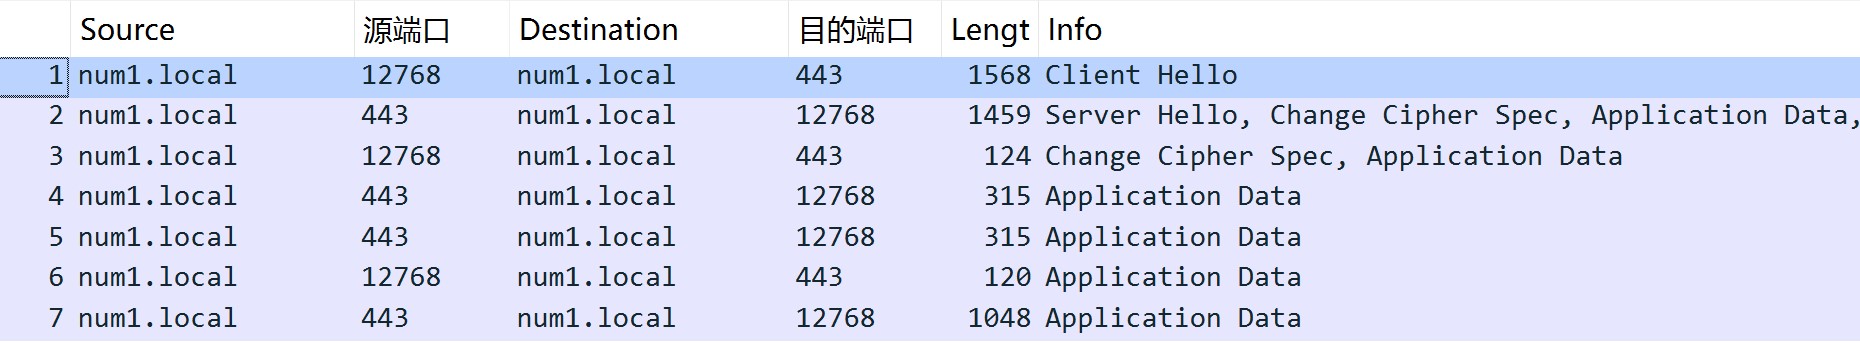 Source 源端口 Destination 目的端口 Lengt Info
1 num1.local 12768 num1.local 443 1568 Client Hello
2 num1.local 443 num1.local 12768 1459 Server Hello, Change Cipher Spec, Application Data,
3 num1.local 12768 num1.local 443 124 Change Cipher Spec, Application Data
4 num1.local 443 num1.local 12768 315 Application Data
5 num1.local 443 num1.local 12768 315 Application Data
6 num1.local 12768 num1.local 443 120 Application Data
7 num1.local 443 num1.local 12768 1048 Application Data